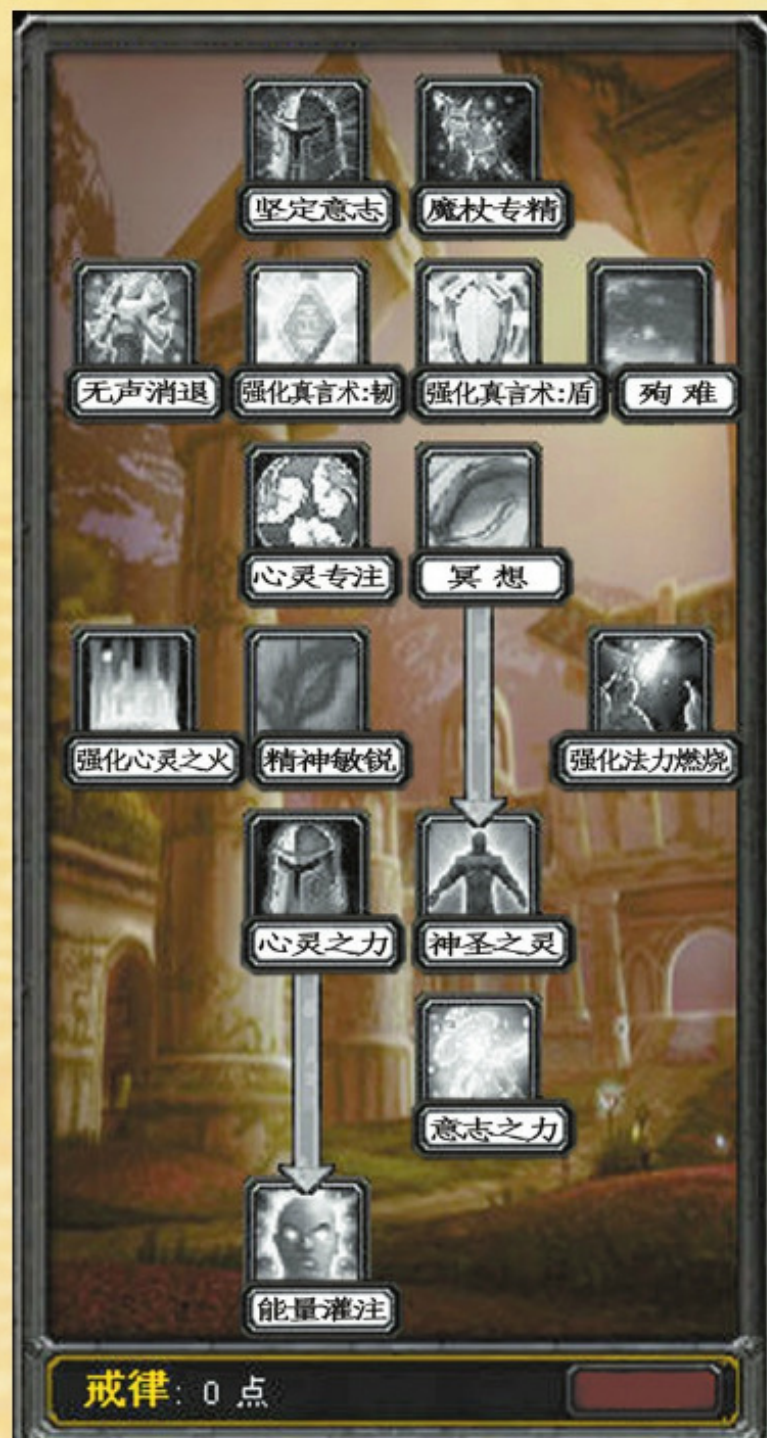 坚定意志 魔杖专精
无声消退 强化真言术:韧 强化真言术:盾 殉难
心灵专注 冥想
强化心灵之火 精神敏锐 强化法力燃烧
心灵之力 神圣之灵
意志之力
能量灌注
戒律: 0 点